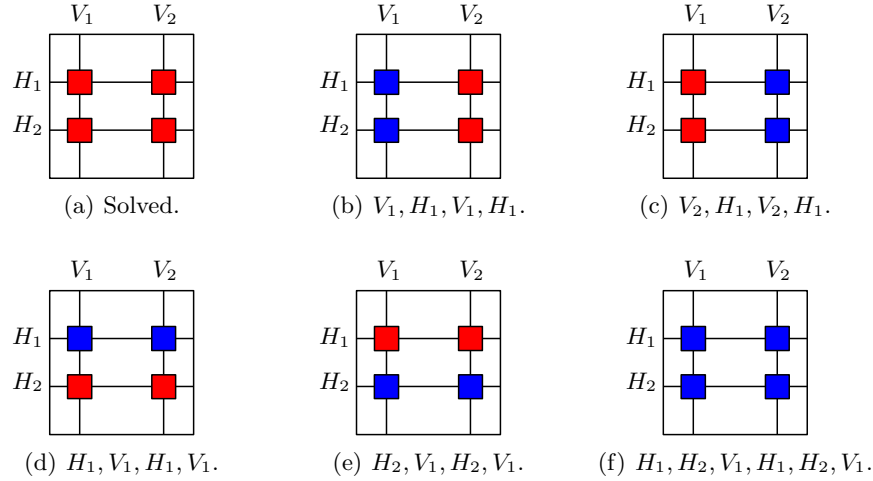 V₁ V₂ V₁ V₂ V₁ V₂
H₁ H₁ H₁
H₂ H₂ H₂
(a) Solved. (b) V₁, H₁, V₁, H₁. (c) V₂, H₁, V₂, H₁.
V₁ V₂ V₁ V₂ V₁ V₂
H₁ H₁ H₁
H₂ H₂ H₂
(d) H₁, V₁, H₁, V₁. (e) H₂, V₁, H₂, V₁. (f) H₁, H₂, V₁, H₁, H₂, V₁.